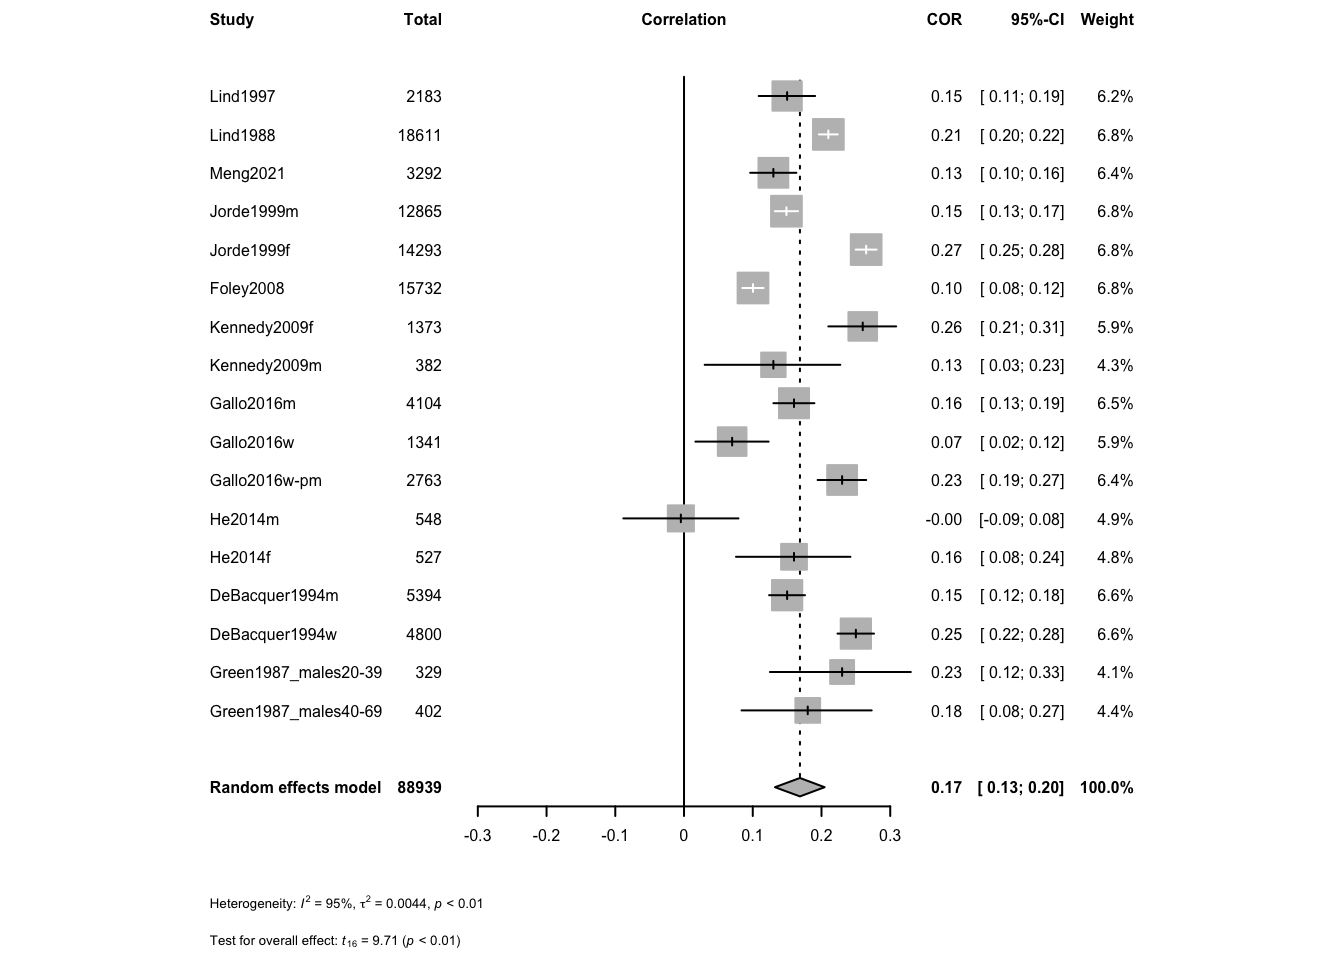 Study Total Correlation COR 95%-CI Weight
Lind1997 2183 0.15 [ 0.11; 0.19] 6.2%
Lind1988 18611 0.21 [ 0.20; 0.22] 6.8%
Meng2021 3292 0.13 [ 0.10; 0.16] 6.4%
Jorde1999m 12865 0.15 [ 0.13; 0.17] 6.8%
Jorde1999f 14293 0.27 [ 0.25; 0.28] 6.8%
Foley2008 15732 0.10 [ 0.08; 0.12] 6.8%
Kennedy2009f 1373 0.26 [ 0.21; 0.31] 5.9%
Kennedy2009m 382 0.13 [ 0.03; 0.23] 4.3%
Gallo2016m 4104 0.16 [ 0.13; 0.19] 6.5%
Gallo2016w 1341 0.07 [ 0.02; 0.12] 5.9%
Gallo2016w-pm 2763 0.23 [ 0.19; 0.27] 6.4%
He2014m 548 -0.00 [-0.09; 0.08] 4.9%
He2014f 527 0.16 [ 0.08; 0.24] 4.8%
DeBacquer1994m 5394 0.15 [ 0.12; 0.18] 6.6%
DeBacquer1994w 4800 0.25 [ 0.22; 0.28] 6.6%
Green1987_males20-39 329 0.23 [ 0.12; 0.33] 4.1%
Green1987_males40-69 402 0.18 [ 0.08; 0.27] 4.4%
Random effects model 88939 0.17 [ 0.13; 0.20] 100.0%
-0.3 -0.2 -0.1 0 0.1 0.2 0.3
Heterogeneity: I² = 95%, τ² = 0.0044, p < 0.01
Test for overall effect: t₁₆ = 9.71 (p < 0.01)